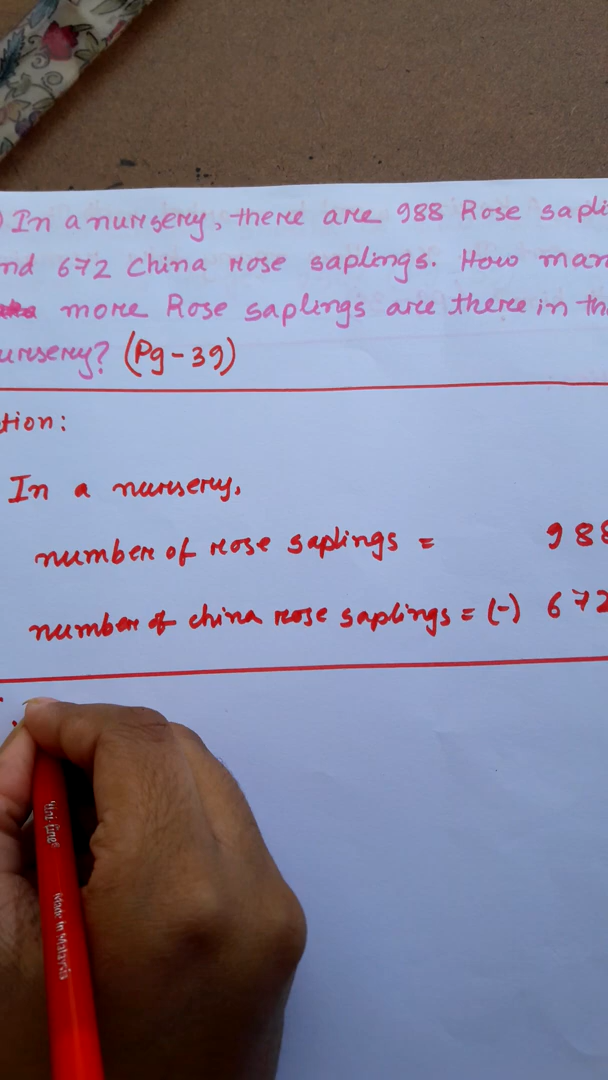 ) In a nursery, there are 988 Rose sapli
nd 672 China rose saplings. How man
more Rose saplings are there in th
ursery? (Pg-39)
tion:
In a nursery,
number of rose saplings = 988
number of china rose saplings = (-) 672
Uni-Line
Made in Malaysia